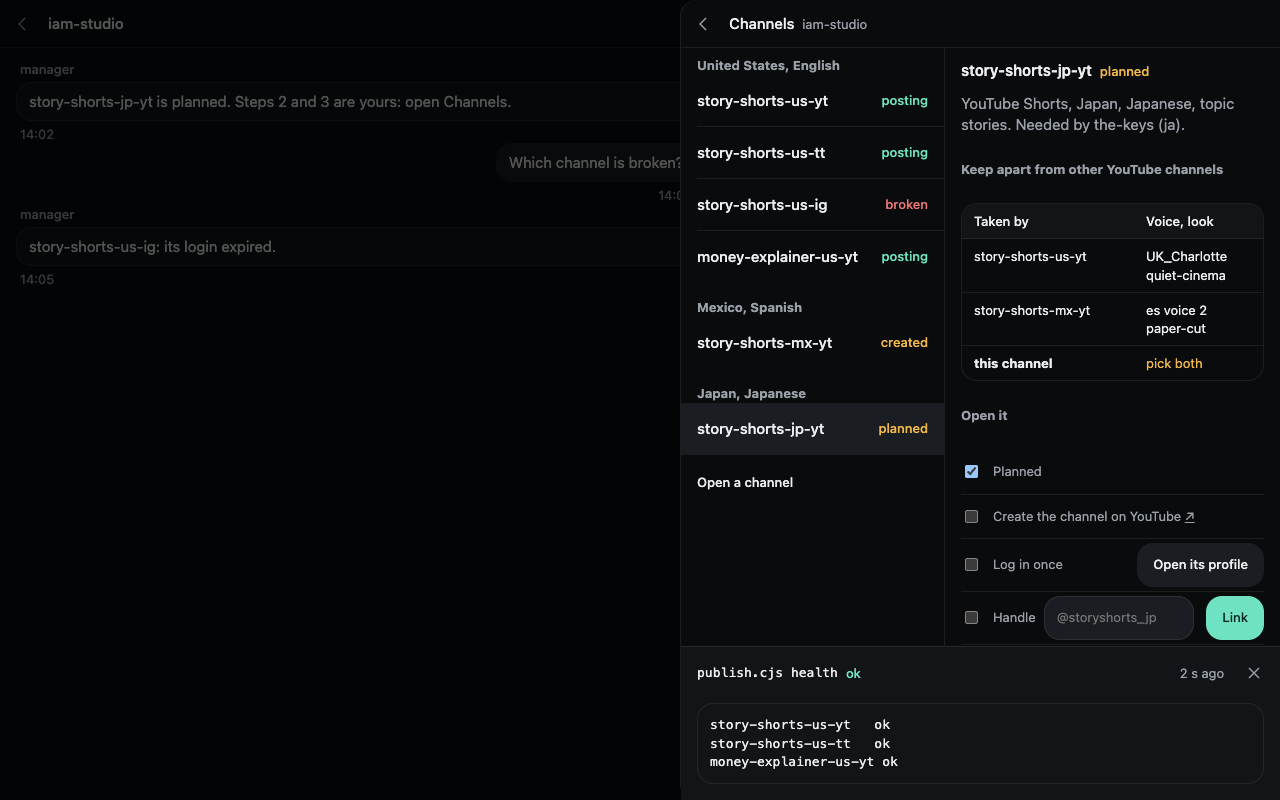 iam-studio
manager
story-shorts-jp-yt is planned. Steps 2 and 3 are yours: open Channels.
14:02
Which channel is broken?
14:0
manager
story-shorts-us-ig: its login expired.
14:05
Channels iam-studio
United States, English
story-shorts-us-yt posting
story-shorts-us-tt posting
story-shorts-us-ig broken
money-explainer-us-yt posting
Mexico, Spanish
story-shorts-mx-yt created
Japan, Japanese
story-shorts-jp-yt planned
Open a channel
story-shorts-jp-yt planned
YouTube Shorts, Japan, Japanese, topic
stories. Needed by the-keys (ja).
Keep apart from other YouTube channels
Taken by Voice, look
story-shorts-us-yt UK_Charlotte
quiet-cinema
story-shorts-mx-yt es voice 2
paper-cut
this channel pick both
Open it
Planned
Create the channel on YouTube ↗
Log in once Open its profile
Handle @storyshorts_jp Link
publish.cjs health ok 2 s ago
story-shorts-us-yt ok
story-shorts-us-tt ok
money-explainer-us-yt ok